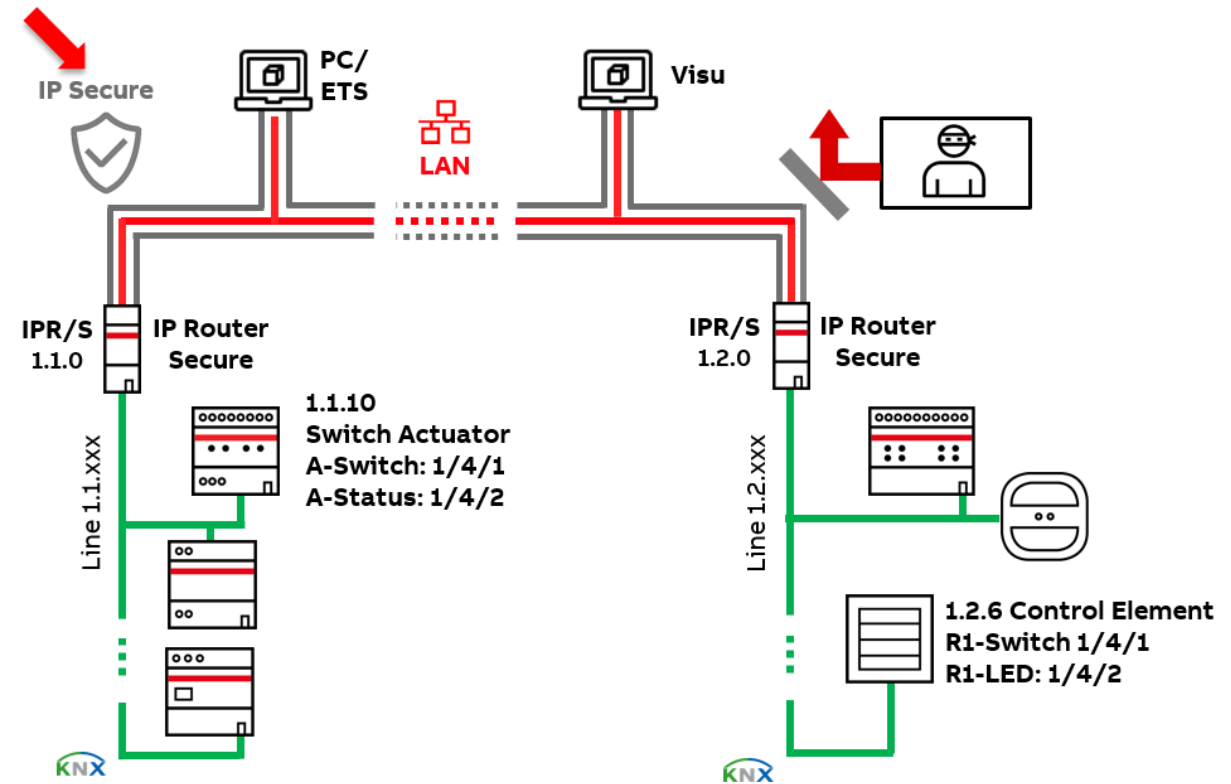 IP Secure
PC/
ETS
Visu
LAN
IPR/S
1.1.0
IP Router
Secure
IPR/S
1.2.0
IP Router
Secure
Line 1.1.xxx
1.1.10
Switch Actuator
A-Switch: 1/4/1
A-Status: 1/4/2
Line 1.2.xxx
1.2.6 Control Element
R1-Switch 1/4/1
R1-LED: 1/4/2
KNX
KNX